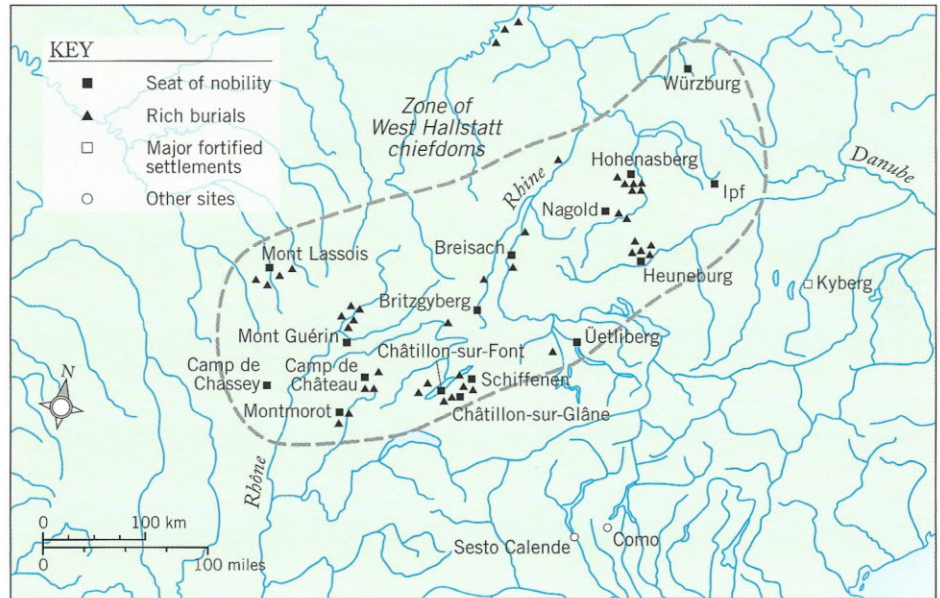 KEY
Seat of nobility
Rich burials
Major fortified
settlements
Other sites
Zone of
West Hallstatt
chiefdoms
Würzburg
Rhine
Hohenasberg
Danube
Ipf
Nagold
Mont Lassois
Breisach
Heuneburg
Kyberg
Britzgyberg
Mont Guérin
Châtillon-sur-Font
Üetliberg
Camp de
Chassey
Camp de
Château
Schiffenen
N
Montmorot
Châtillon-sur-Glâne
Rhône
0 100 km
0 100 miles
Sesto Calende
Como